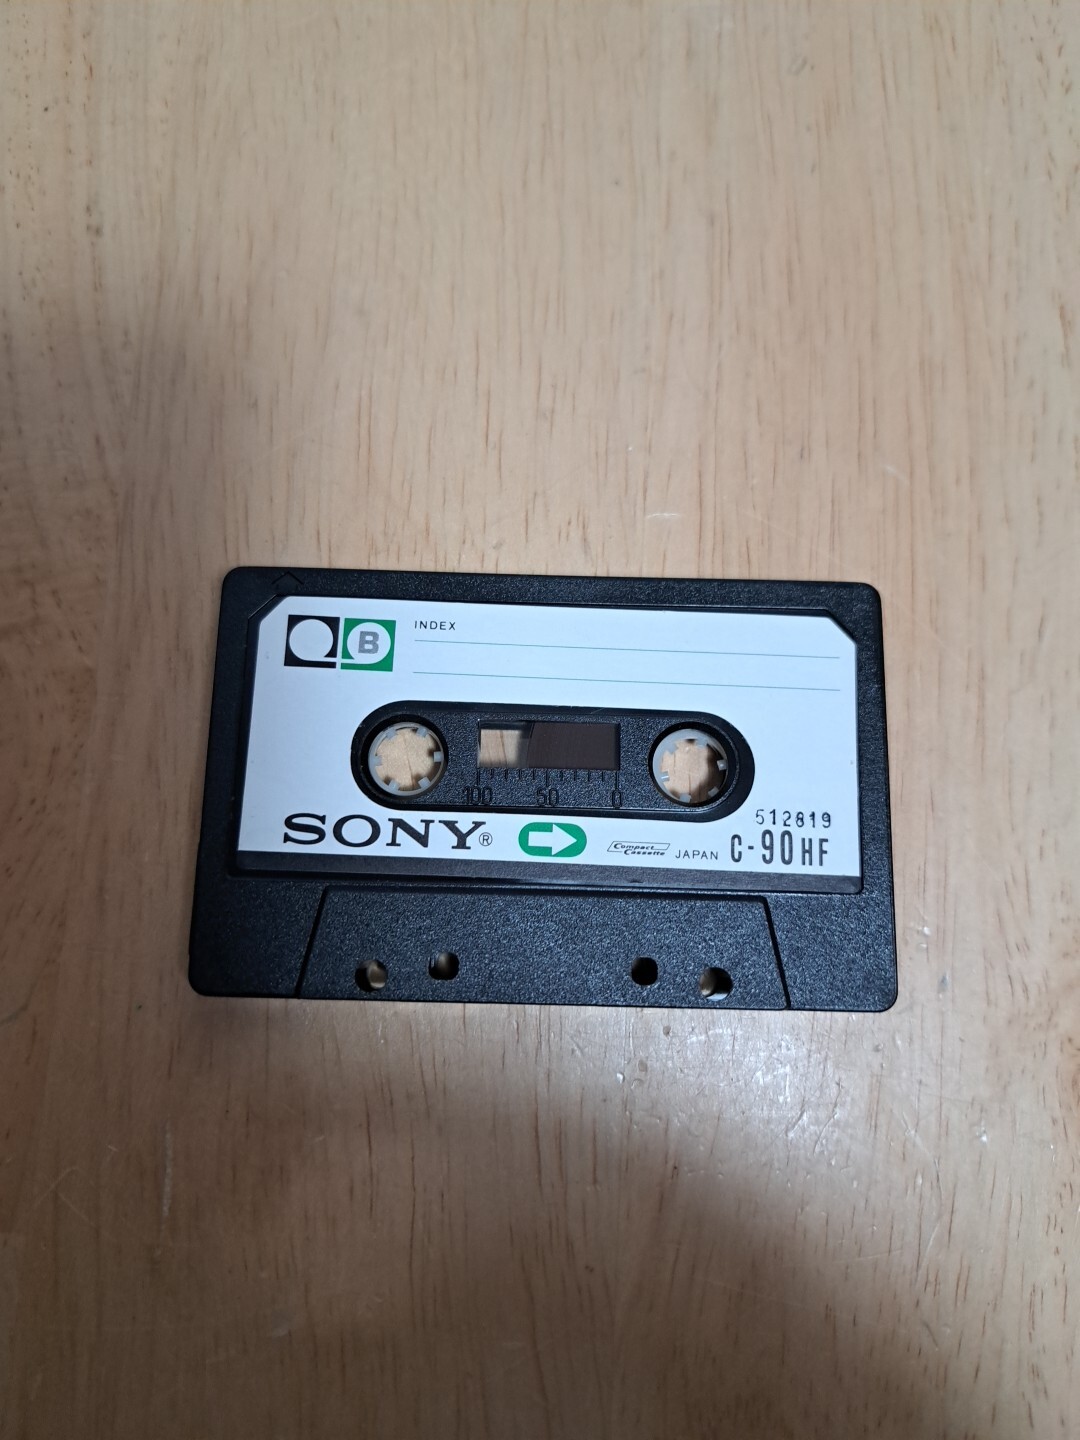 B
INDEX
100 50 0
SONY®
512819
Compact Cassette
JAPAN C-90HF